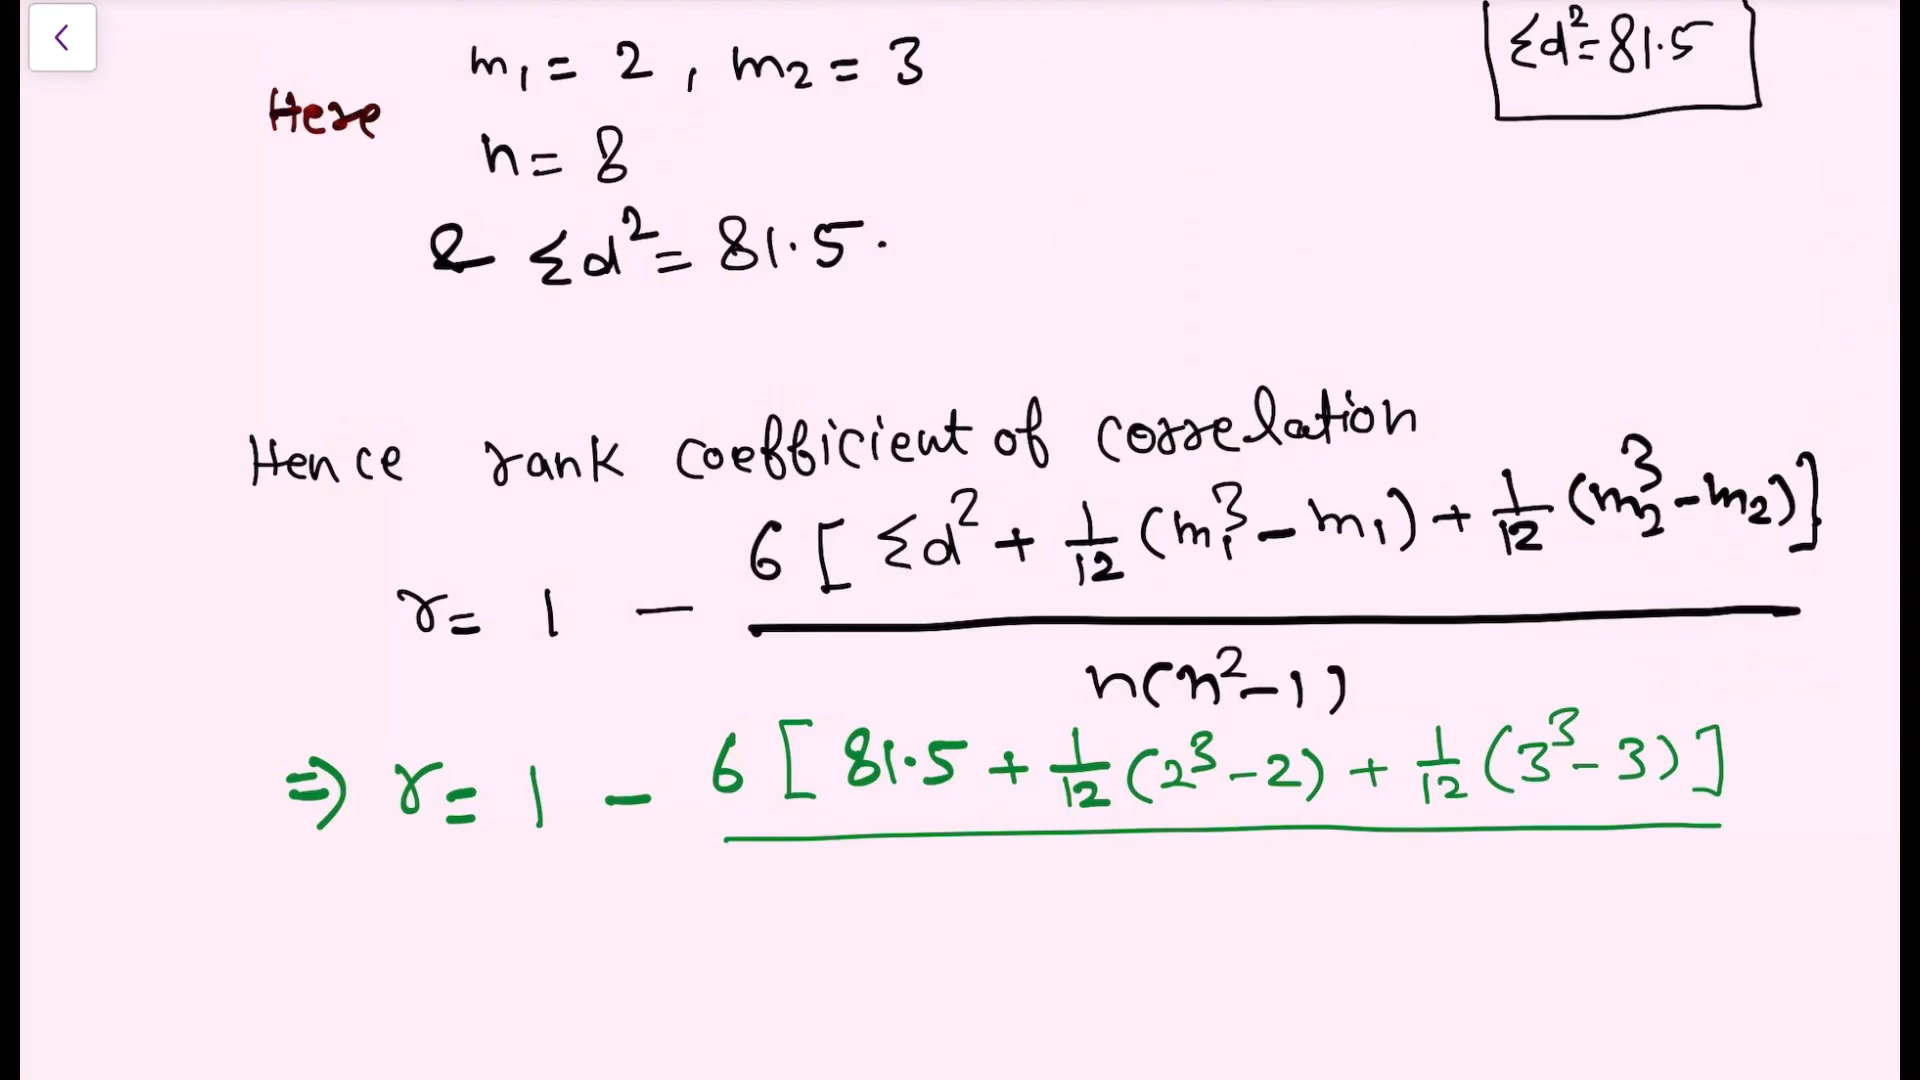 m₁ = 2 , m₂ = 3
Σd² = 81.5
Here
n = 8
& Σd² = 81.5.
Hence rank coefficient of correlation
r = 1 − 6 [ Σd² + 1/12 (m₁³ − m₁) + 1/12 (m₂³ − m₂) ] / n(n² − 1)
⇒ r = 1 − 6 [ 81.5 + 1/12 (2³ − 2) + 1/12 (3³ − 3) ]